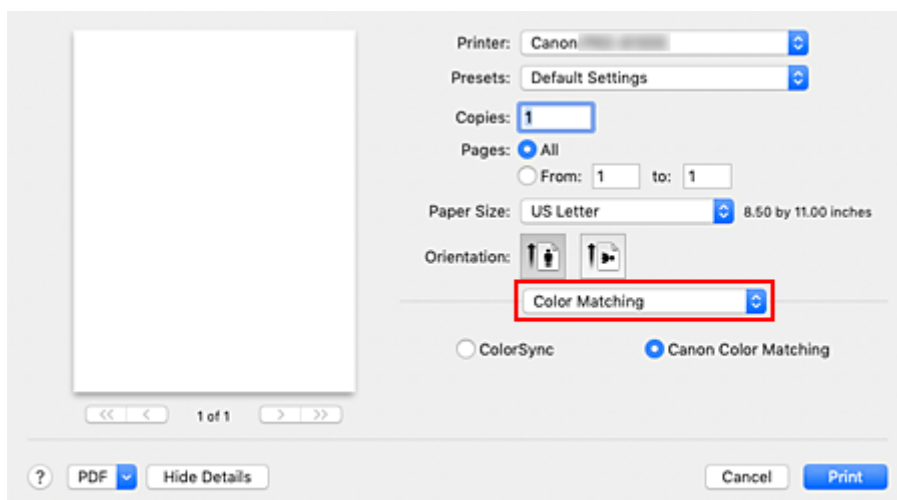 Printer: Canon
Presets: Default Settings
Copies: 1
Pages: All
From: 1 to: 1
Paper Size: US Letter 8.50 by 11.00 inches
Orientation:
Color Matching
ColorSync Canon Color Matching
<< < 1 of 1 > >>
? PDF Hide Details Cancel Print